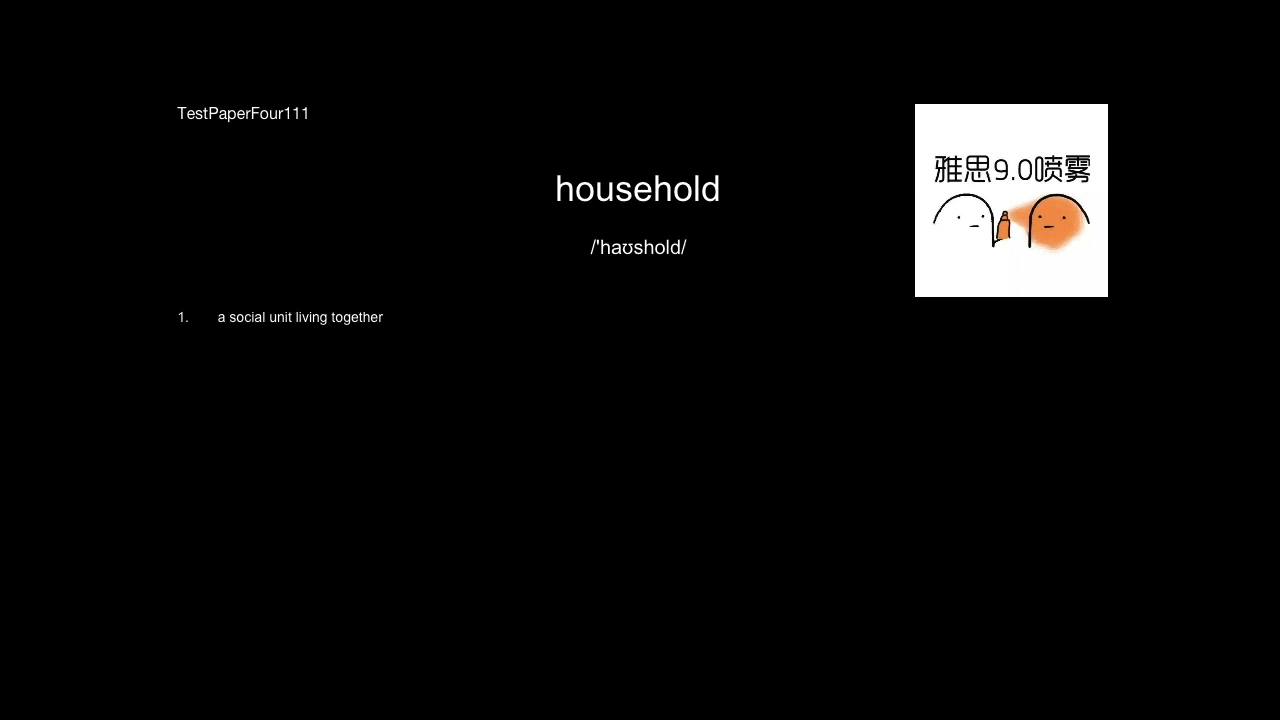 TestPaperFour111
household
/'haʊshold/
雅思9.0喷雾
1. a social unit living together